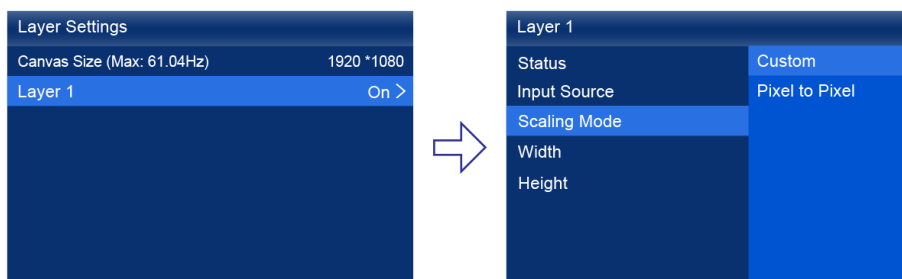 Layer Settings
Canvas Size (Max: 61.04Hz) 1920 *1080
Layer 1 On >
Layer 1
Status
Input Source
Scaling Mode
Width
Height
Custom
Pixel to Pixel